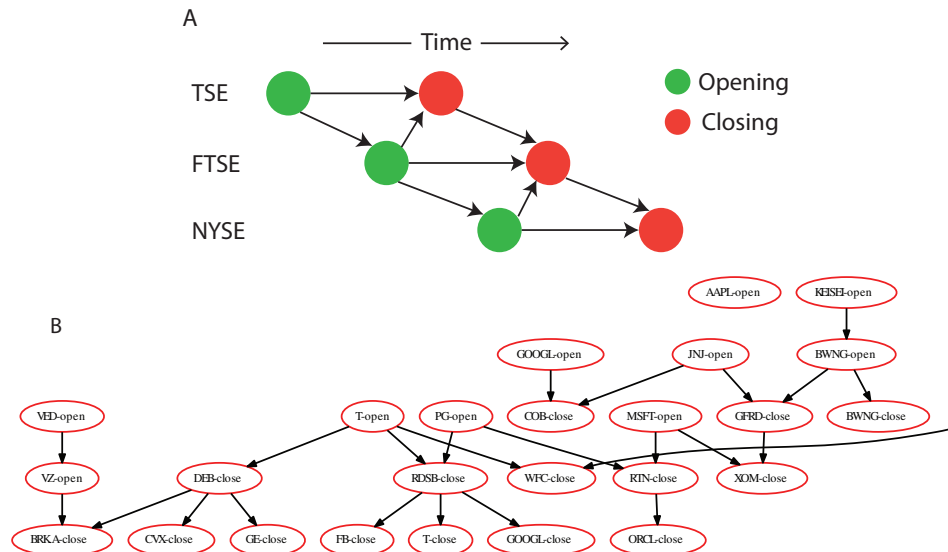 A
Time
TSE
Opening
Closing
FTSE
NYSE
B
AAPL-open KEISEI-open
GOOGL-open JNJ-open BWNG-open
VED-open T-open PG-open COB-close MSFT-open GFRD-close BWNG-close
VZ-open DEB-close RDSB-close WFC-close RTN-close XOM-close
BRKA-close CVX-close GE-close FB-close T-close GOOGL-close ORCL-close